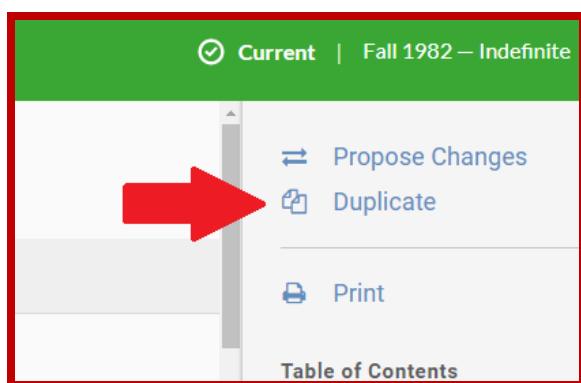 Current | Fall 1982 — Indefinite
Propose Changes
Duplicate
Print
Table of Contents